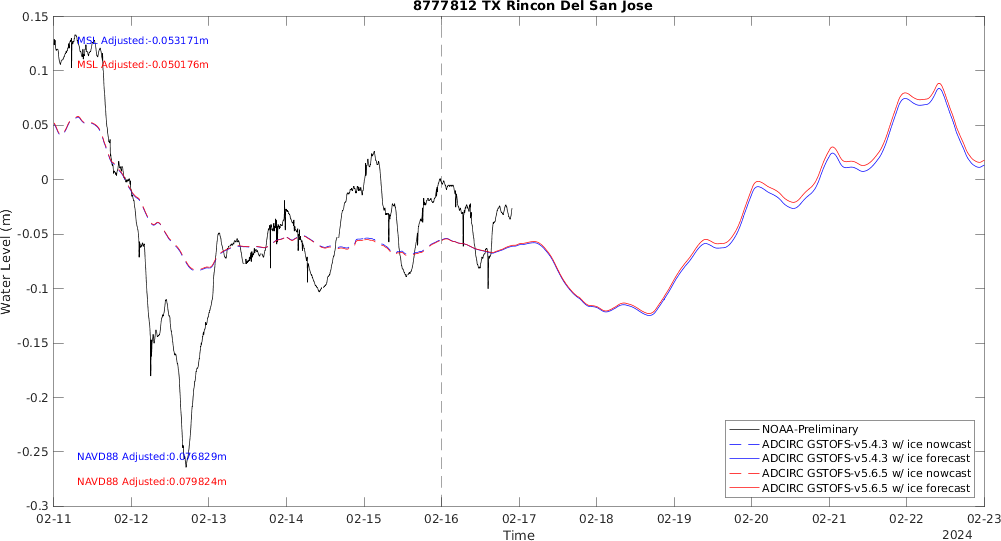 8777812 TX Rincon Del San Jose
0.15
0.1
0.05
0
-0.05
-0.1
-0.15
-0.2
-0.25
-0.3
Water Level (m)
MSL Adjusted:-0.053171m
MSL Adjusted:-0.050176m
NAVD88 Adjusted:0.076829m
NAVD88 Adjusted:0.079824m
NOAA-Preliminary
ADCIRC GSTOFS-v5.4.3 w/ ice nowcast
ADCIRC GSTOFS-v5.4.3 w/ ice forecast
ADCIRC GSTOFS-v5.6.5 w/ ice nowcast
ADCIRC GSTOFS-v5.6.5 w/ ice forecast
02-11 02-12 02-13 02-14 02-15 02-16 02-17 02-18 02-19 02-20 02-21 02-22 02-23
Time
2024